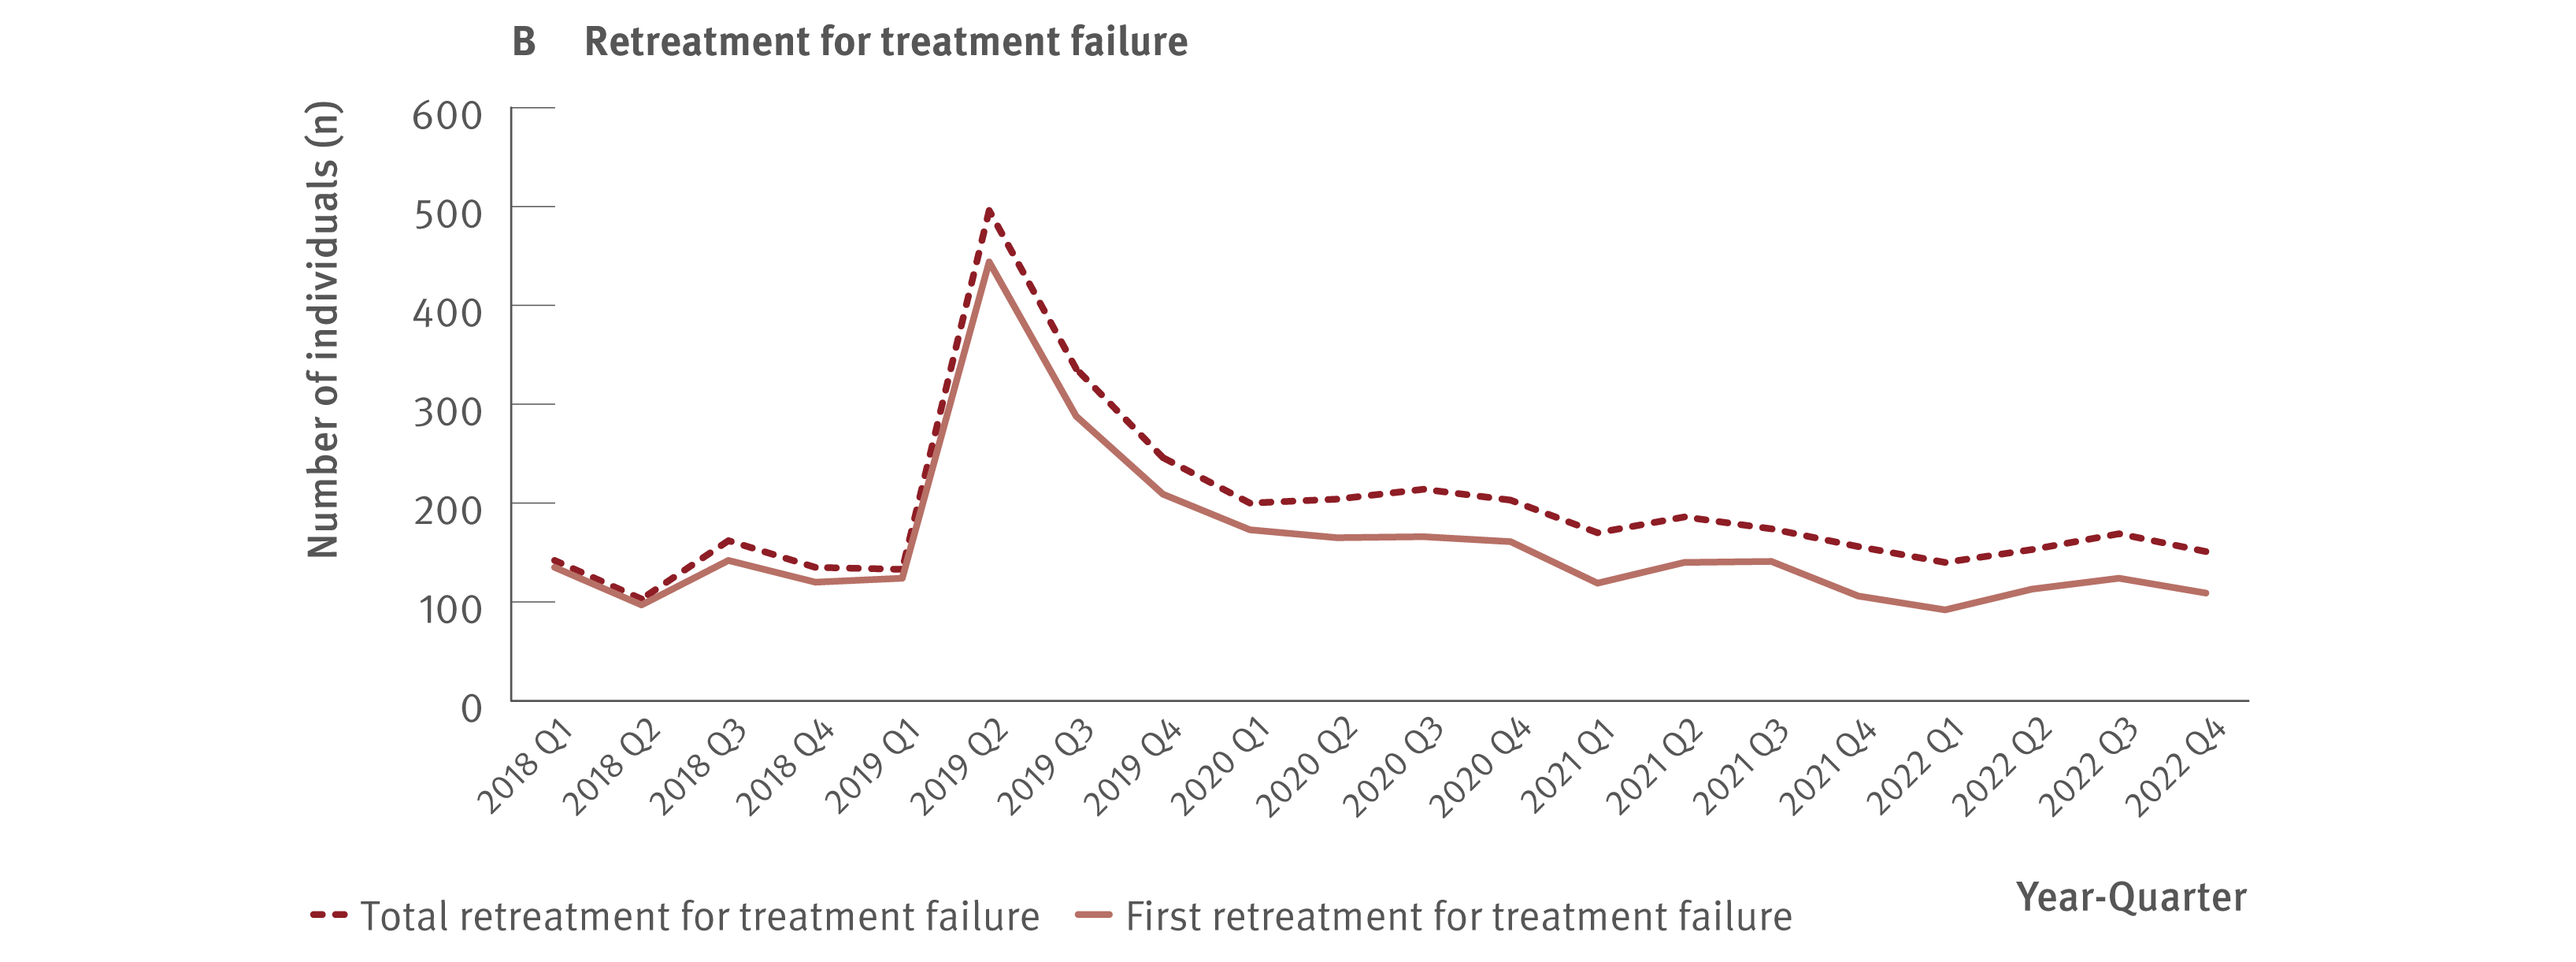 B Retreatment for treatment failure
Number of individuals (n)
600
500
400
300
200
100
0
2018 Q1
2018 Q2
2018 Q3
2018 Q4
2019 Q1
2019 Q2
2019 Q3
2019 Q4
2020 Q1
2020 Q2
2020 Q3
2020 Q4
2021 Q1
2021 Q2
2021 Q3
2021 Q4
2022 Q1
2022 Q2
2022 Q3
2022 Q4
Year-Quarter
Total retreatment for treatment failure
First retreatment for treatment failure